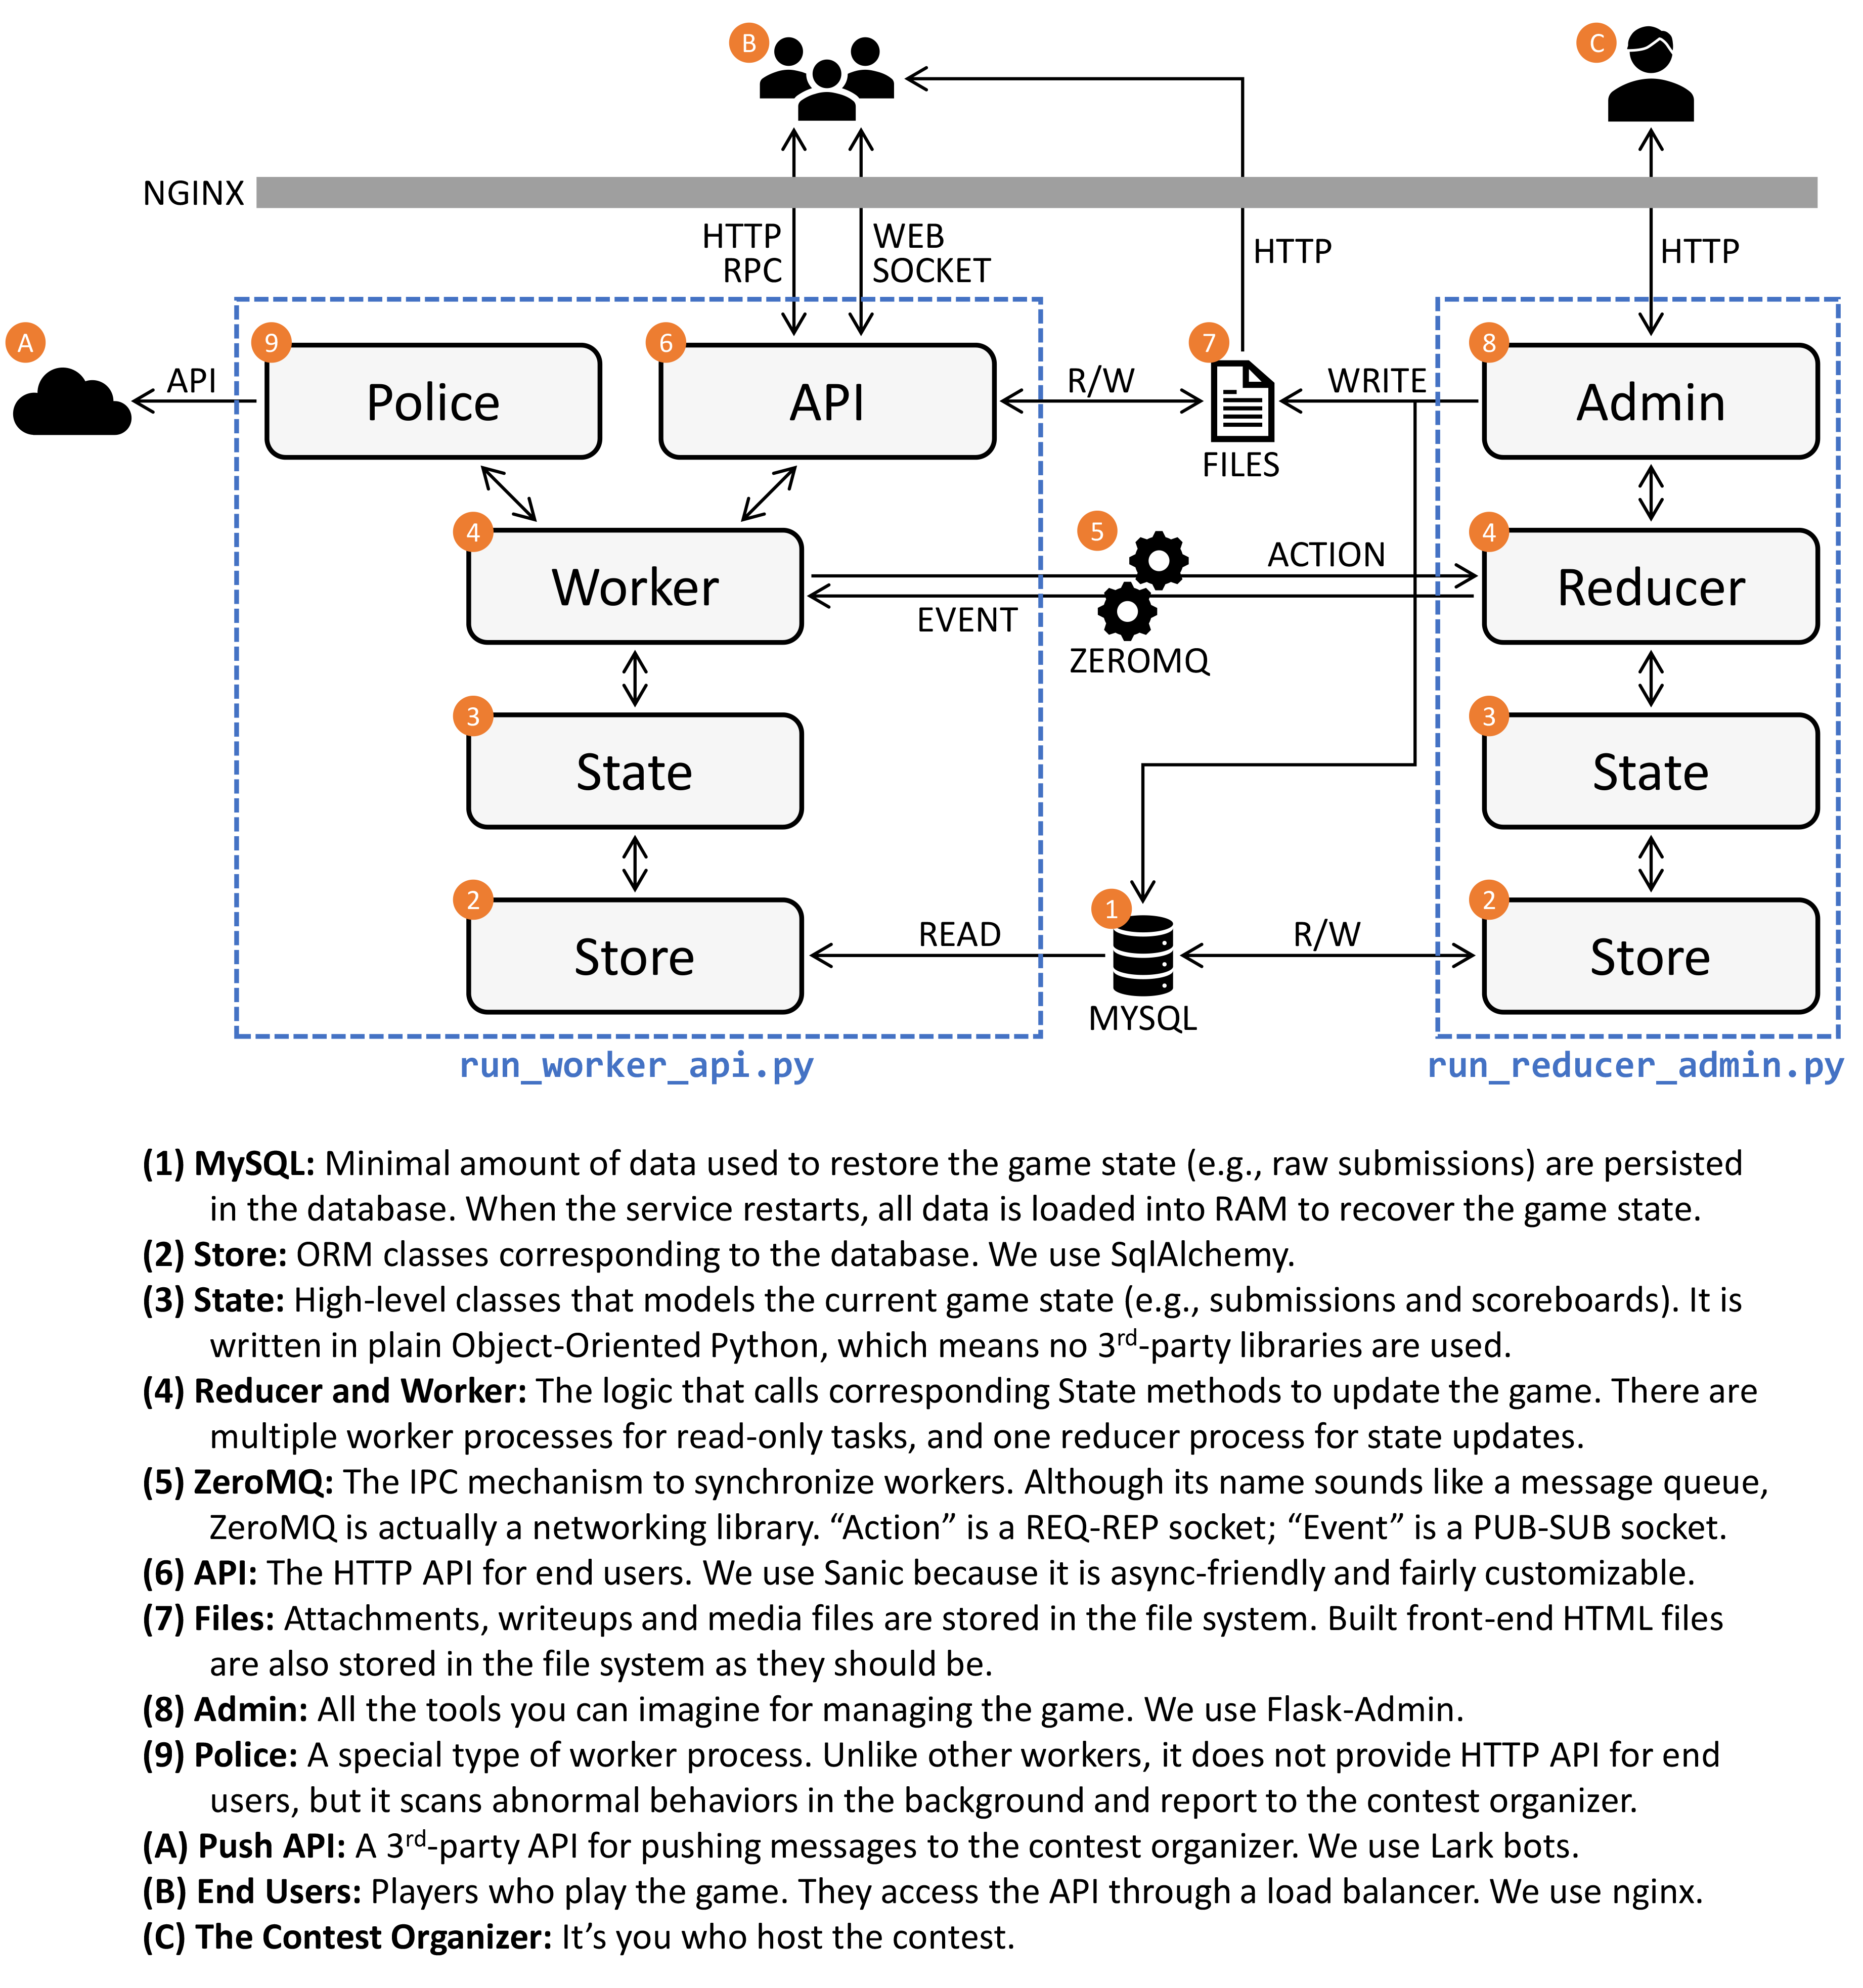 B
C
NGINX
HTTP
RPC
WEB
SOCKET
HTTP
HTTP
A
API
9
Police
6
API
R/W
7
FILES
WRITE
8
Admin
4
Worker
5
ZEROMQ
ACTION
EVENT
4
Reducer
3
State
3
State
2
Store
READ
1
MYSQL
R/W
2
Store
run_worker_api.py
run_reducer_admin.py
(1) MySQL: Minimal amount of data used to restore the game state (e.g., raw submissions) are persisted
in the database. When the service restarts, all data is loaded into RAM to recover the game state.
(2) Store: ORM classes corresponding to the database. We use SqlAlchemy.
(3) State: High-level classes that models the current game state (e.g., submissions and scoreboards). It is
written in plain Object-Oriented Python, which means no 3rd-party libraries are used.
(4) Reducer and Worker: The logic that calls corresponding State methods to update the game. There are
multiple worker processes for read-only tasks, and one reducer process for state updates.
(5) ZeroMQ: The IPC mechanism to synchronize workers. Although its name sounds like a message queue,
ZeroMQ is actually a networking library. “Action” is a REQ-REP socket; “Event” is a PUB-SUB socket.
(6) API: The HTTP API for end users. We use Sanic because it is async-friendly and fairly customizable.
(7) Files: Attachments, writeups and media files are stored in the file system. Built front-end HTML files
are also stored in the file system as they should be.
(8) Admin: All the tools you can imagine for managing the game. We use Flask-Admin.
(9) Police: A special type of worker process. Unlike other workers, it does not provide HTTP API for end
users, but it scans abnormal behaviors in the background and report to the contest organizer.
(A) Push API: A 3rd-party API for pushing messages to the contest organizer. We use Lark bots.
(B) End Users: Players who play the game. They access the API through a load balancer. We use nginx.
(C) The Contest Organizer: It’s you who host the contest.